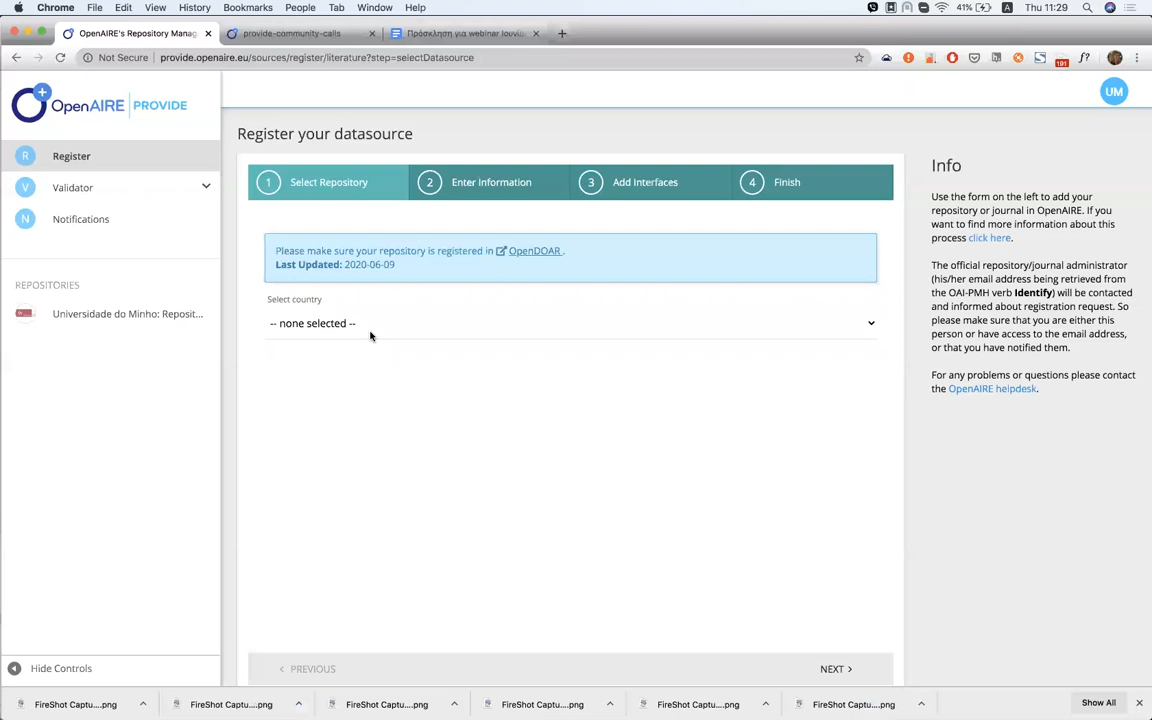 Chrome File Edit View History Bookmarks People Tab Window Help
41% A Thu 11:29
OpenAIRE's Repository Manag
provide-community-calls
Πρόσκληση για webinar Ιουνίο
Not Secure | provide.openaire.eu/sources/register/literature?step=selectDatasource
191
f?
OpenAIRE | PROVIDE
UM
R Register
V Validator
N Notifications
REPOSITORIES
Universidade do Minho: Reposit...
Hide Controls
Register your datasource
1 Select Repository
2 Enter Information
3 Add Interfaces
4 Finish
Please make sure your repository is registered in OpenDOAR .
Last Updated: 2020-06-09
Select country
-- none selected --
PREVIOUS
NEXT
Info
Use the form on the left to add your
repository or journal in OpenAIRE. If you
want to find more information about this
process click here.
The official repository/journal administrator
(his/her email address being retrieved from
the OAI-PMH verb Identify) will be contacted
and informed about registration request. So
please make sure that you are either this
person or have access to the email address,
or that you have notified them.
For any problems or questions please contact
the OpenAIRE helpdesk.
FireShot Captu....png
FireShot Captu....png
FireShot Captu....png
FireShot Captu....png
FireShot Captu....png
FireShot Captu....png
Show All